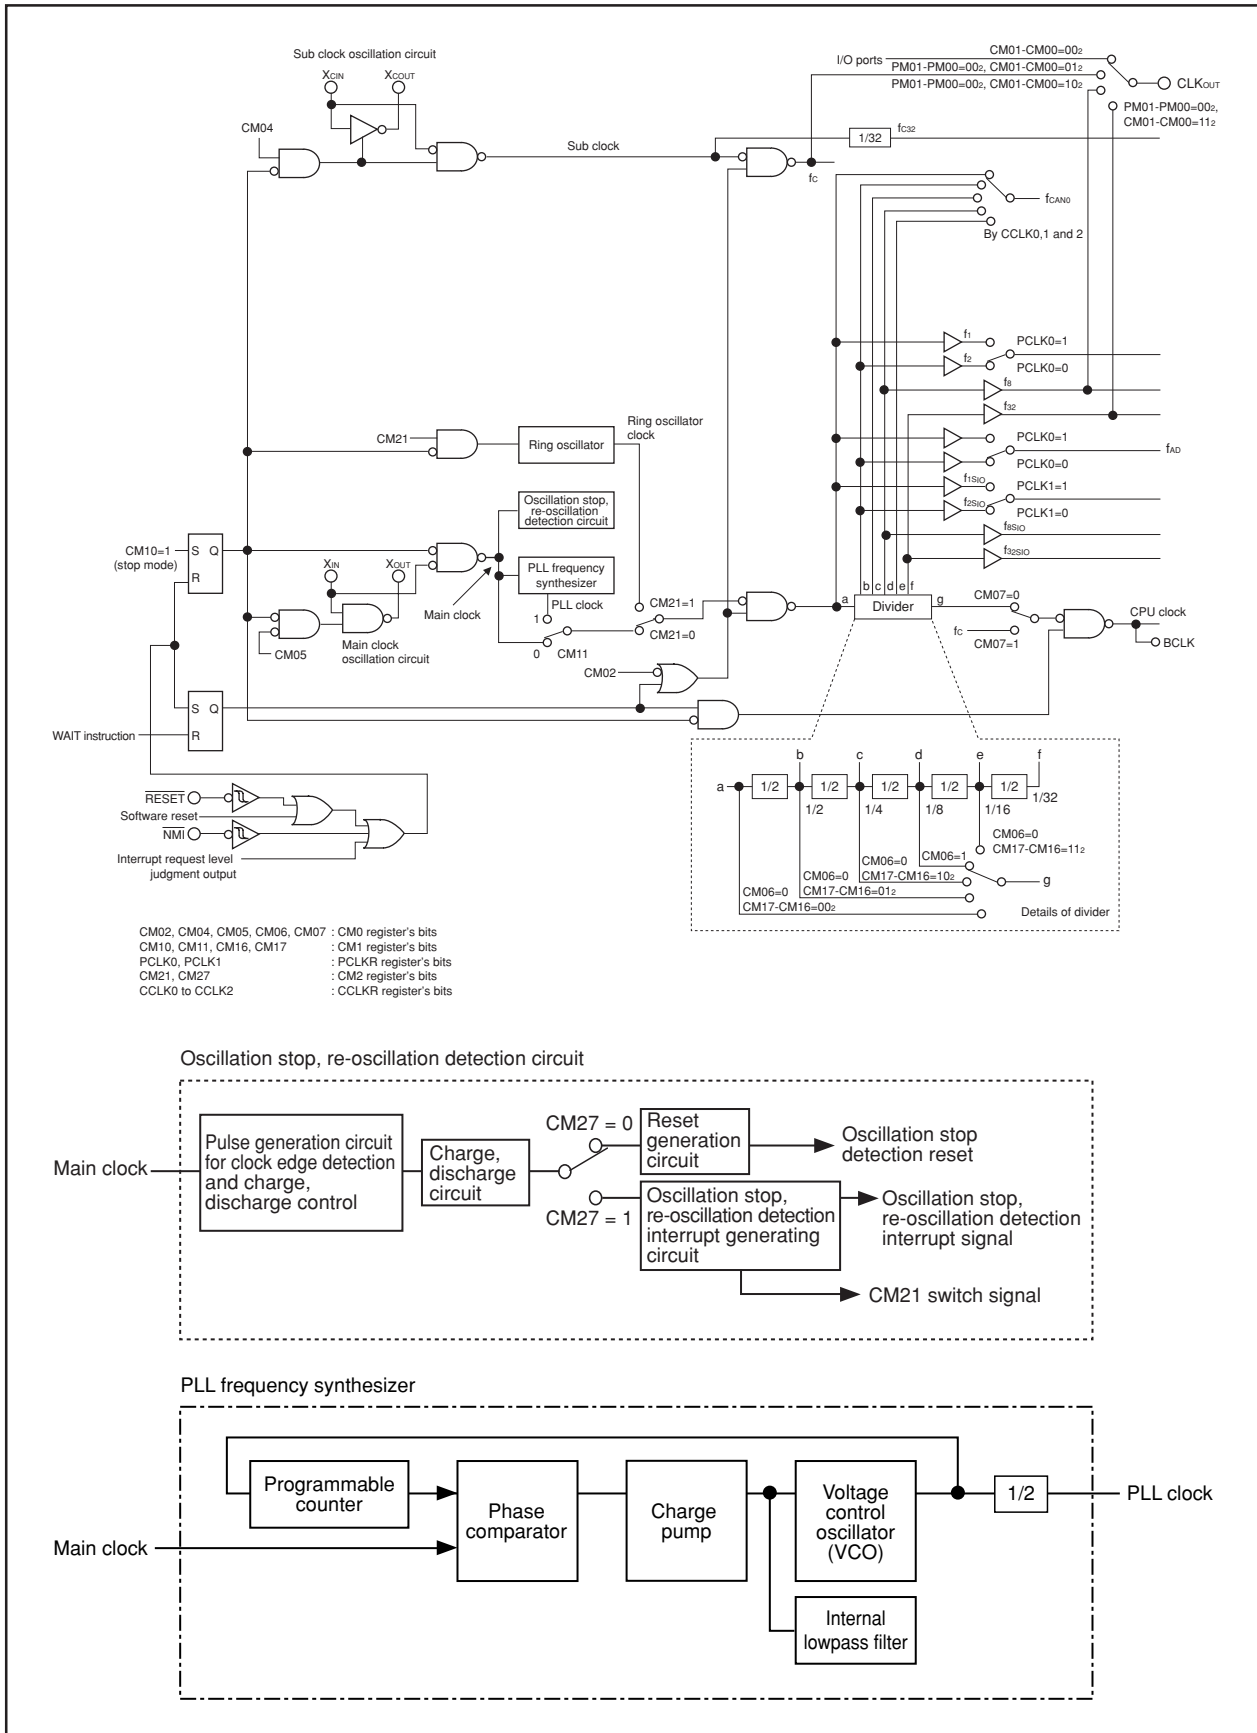 Sub clock oscillation circuit
XCIN
XCOUT
CM04
Sub clock
I/O ports
CM01-CM00=002
PM01-PM00=002, CM01-CM00=012
PM01-PM00=002, CM01-CM00=102
CLKOUT
PM01-PM00=002,
CM01-CM00=112
1/32
fC32
fC
fCAN0
By CCLK0,1 and 2
f1
PCLK0=1
f2
PCLK0=0
f8
f32
PCLK0=1
fAD
PCLK0=0
f1SIO
PCLK1=1
f2SIO
PCLK1=0
f8SIO
f32SIO
CM21
Ring oscillator
Ring oscillator
clock
Oscillation stop,
re-oscillation
detection circuit
CM10=1
(stop mode)
S Q
R
XIN
XOUT
PLL frequency
synthesizer
Main clock
PLL clock
1
0
CM11
CM21=1
CM21=0
CM05
Main clock
oscillation circuit
CM02
b c d e f
a
Divider
g
CM07=0
fC
CM07=1
CPU clock
BCLK
S Q
R
WAIT instruction
RESET
Software reset
NMI
Interrupt request level
judgment output
b c d e f
a
1/2 1/2 1/2 1/2 1/2
1/2 1/4 1/8 1/16 1/32
CM06=0
CM17-CM16=112
CM06=1
CM06=0
CM17-CM16=102
CM06=0
CM17-CM16=012
CM06=0
CM17-CM16=002
g
Details of divider
CM02, CM04, CM05, CM06, CM07 : CM0 register's bits
CM10, CM11, CM16, CM17 : CM1 register's bits
PCLK0, PCLK1 : PCLKR register's bits
CM21, CM27 : CM2 register's bits
CCLK0 to CCLK2 : CCLKR register's bits
Oscillation stop, re-oscillation detection circuit
Main clock
Pulse generation circuit
for clock edge detection
and charge,
discharge control
Charge,
discharge
circuit
CM27 = 0
CM27 = 1
Reset
generation
circuit
Oscillation stop
detection reset
Oscillation stop,
re-oscillation detection
interrupt generating
circuit
Oscillation stop,
re-oscillation detection
interrupt signal
CM21 switch signal
PLL frequency synthesizer
Programmable
counter
Main clock
Phase
comparator
Charge
pump
Voltage
control
oscillator
(VCO)
1/2
PLL clock
Internal
lowpass filter